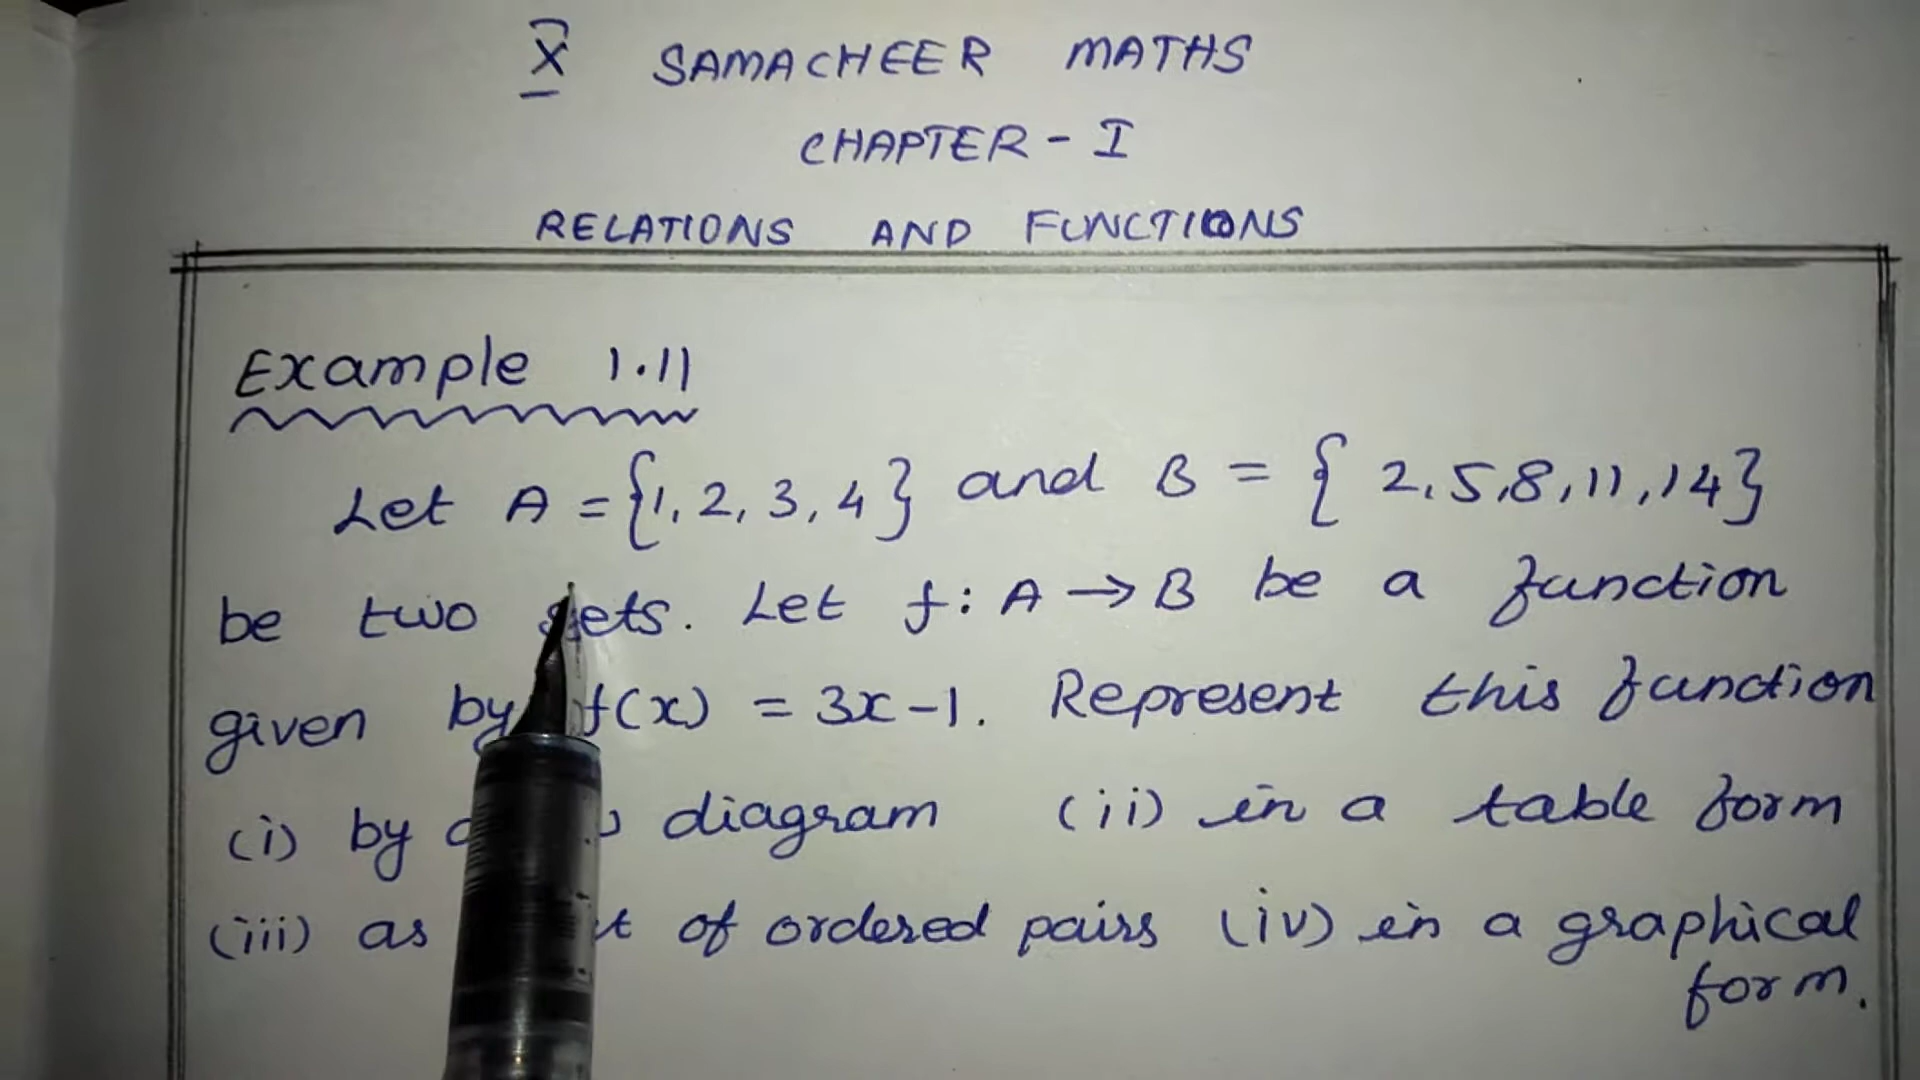 X SAMACHEER MATHS
CHAPTER - I
RELATIONS AND FUNCTIONS
Example 1.11
Let A = {1, 2, 3, 4} and B = { 2, 5, 8, 11, 14}
be two sets. Let f : A → B be a function
given by f(x) = 3x - 1. Represent this function
(i) by diagram (ii) in a table form
(iii) as of ordered pairs (iv) in a graphical
form.